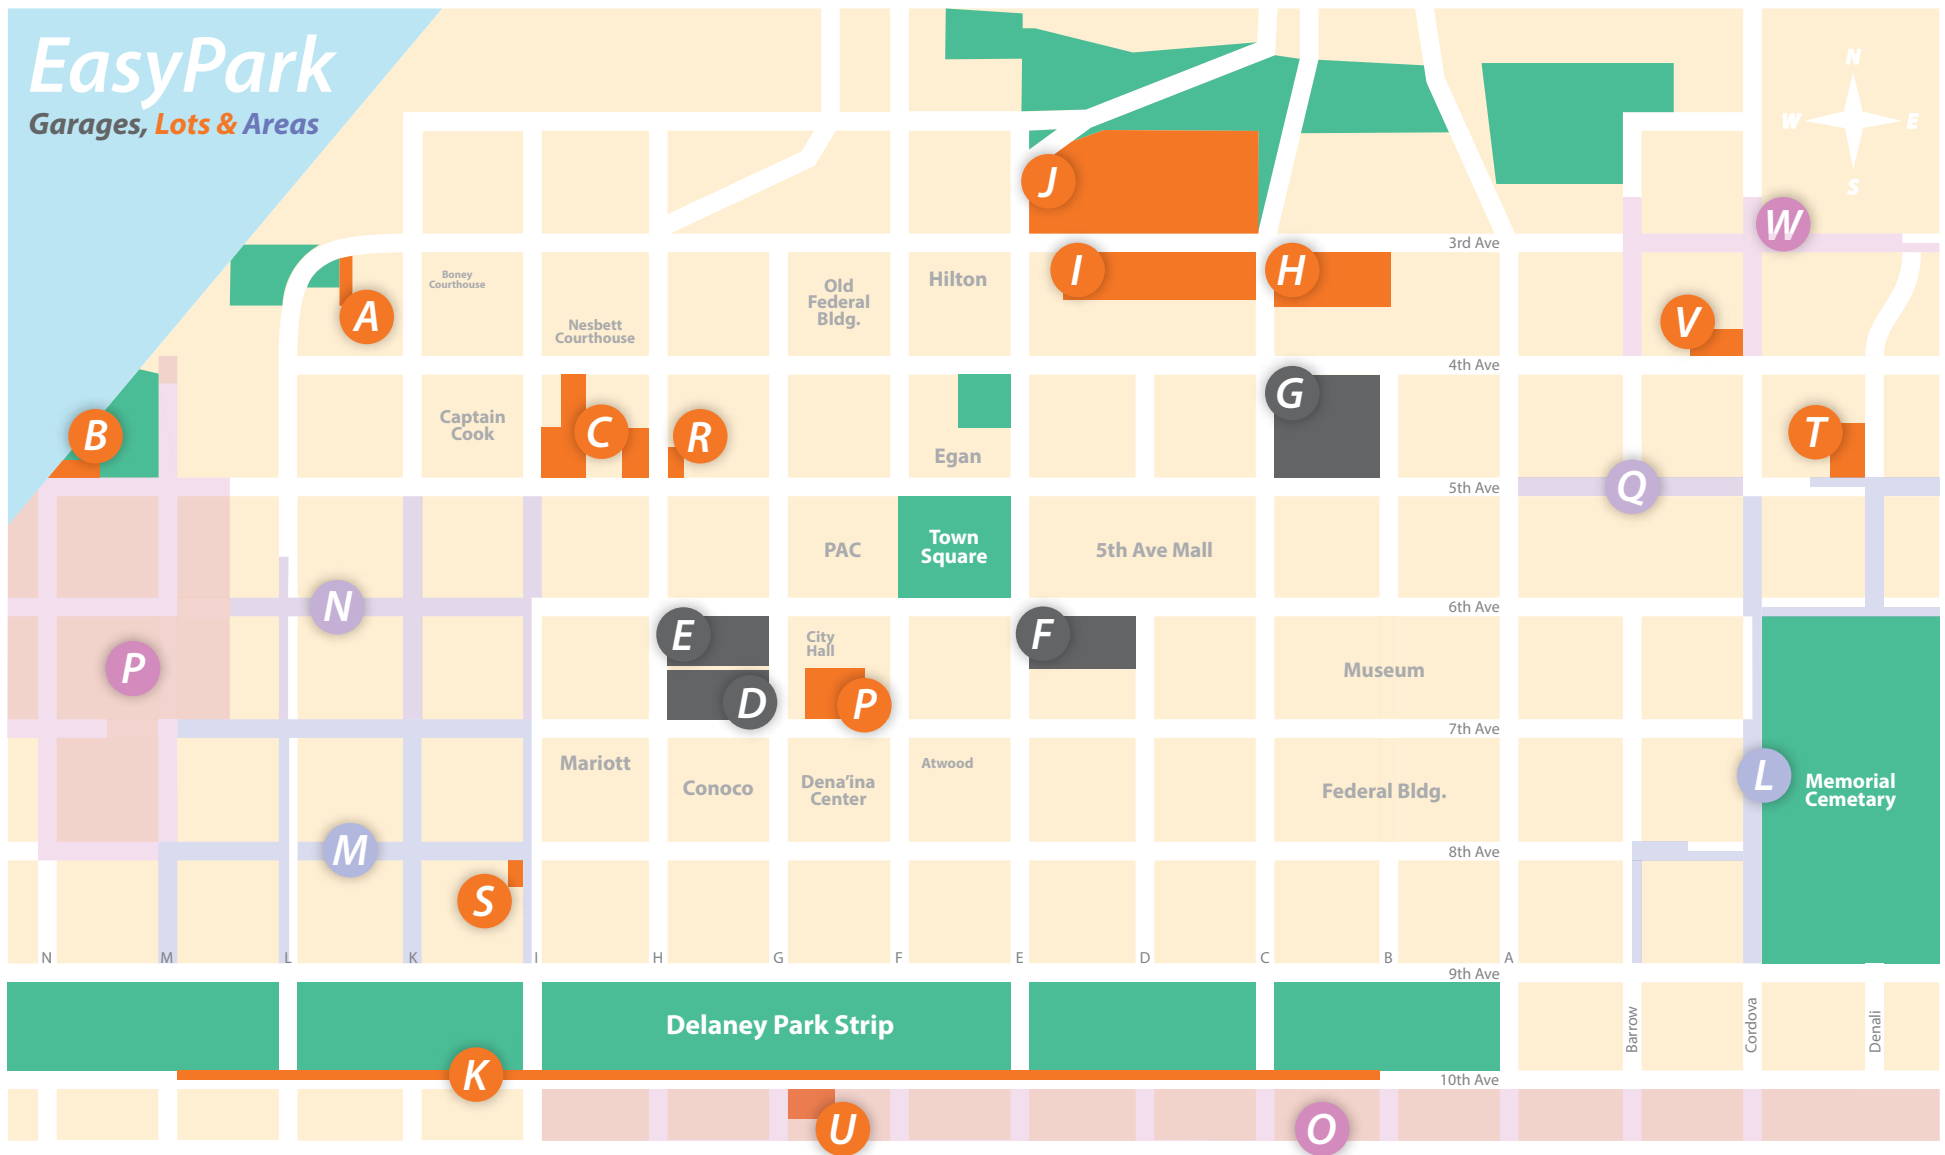 EasyPark
Garages, Lots & Areas
N
W E
S
J
W
3rd Ave
I
H
A
Boney
Courthouse
Old
Federal
Bldg.
Hilton
Nesbett
Courthouse
V
4th Ave
G
B
Captain
Cook
C
R
T
Egan
5th Ave
Q
PAC
Town
Square
5th Ave Mall
N
6th Ave
E
City
Hall
F
P
Museum
D
P
7th Ave
Mariott
Conoco
Dena'ina
Center
Atwood
Federal Bldg.
L
Memorial
Cemetary
M
8th Ave
S
N M L K I H G F E D C B A
9th Ave
Barrow
Cordova
Denali
Delaney Park Strip
K
10th Ave
U
O